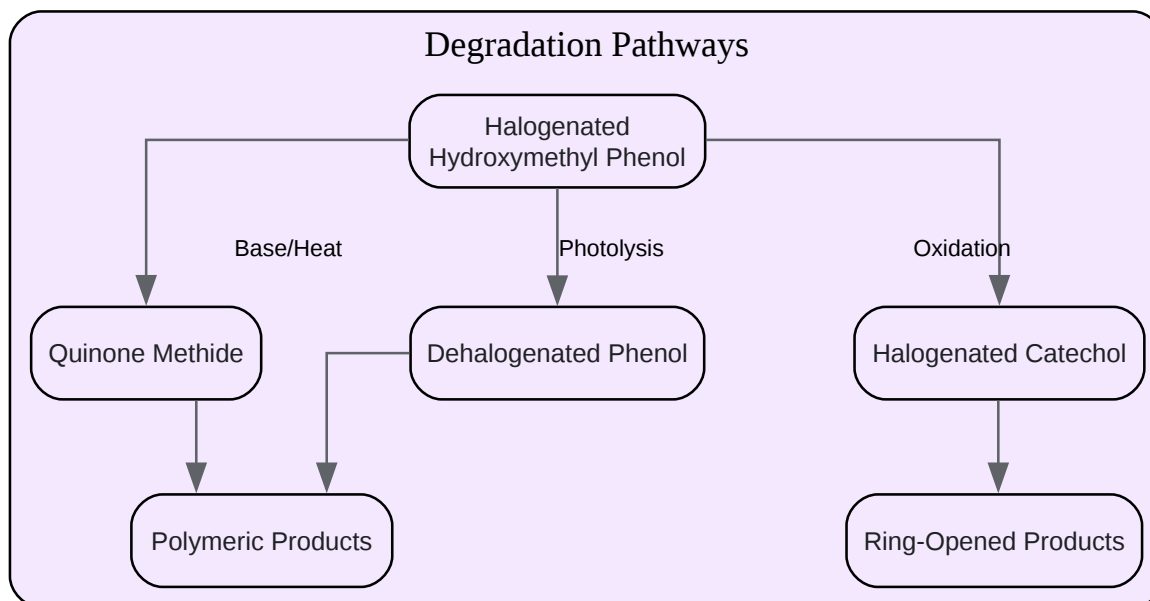 Degradation Pathways
Halogenated
Hydroxymethyl Phenol
Base/Heat
Photolysis
Oxidation
Quinone Methide
Dehalogenated Phenol
Halogenated Catechol
Polymeric Products
Ring-Opened Products